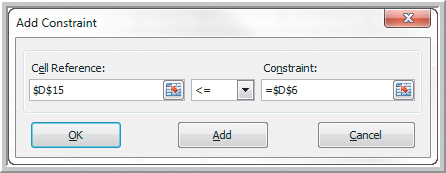 Add Constraint
Cell Reference: Constraint:
$D$15 <= =$D$6
OK Add Cancel